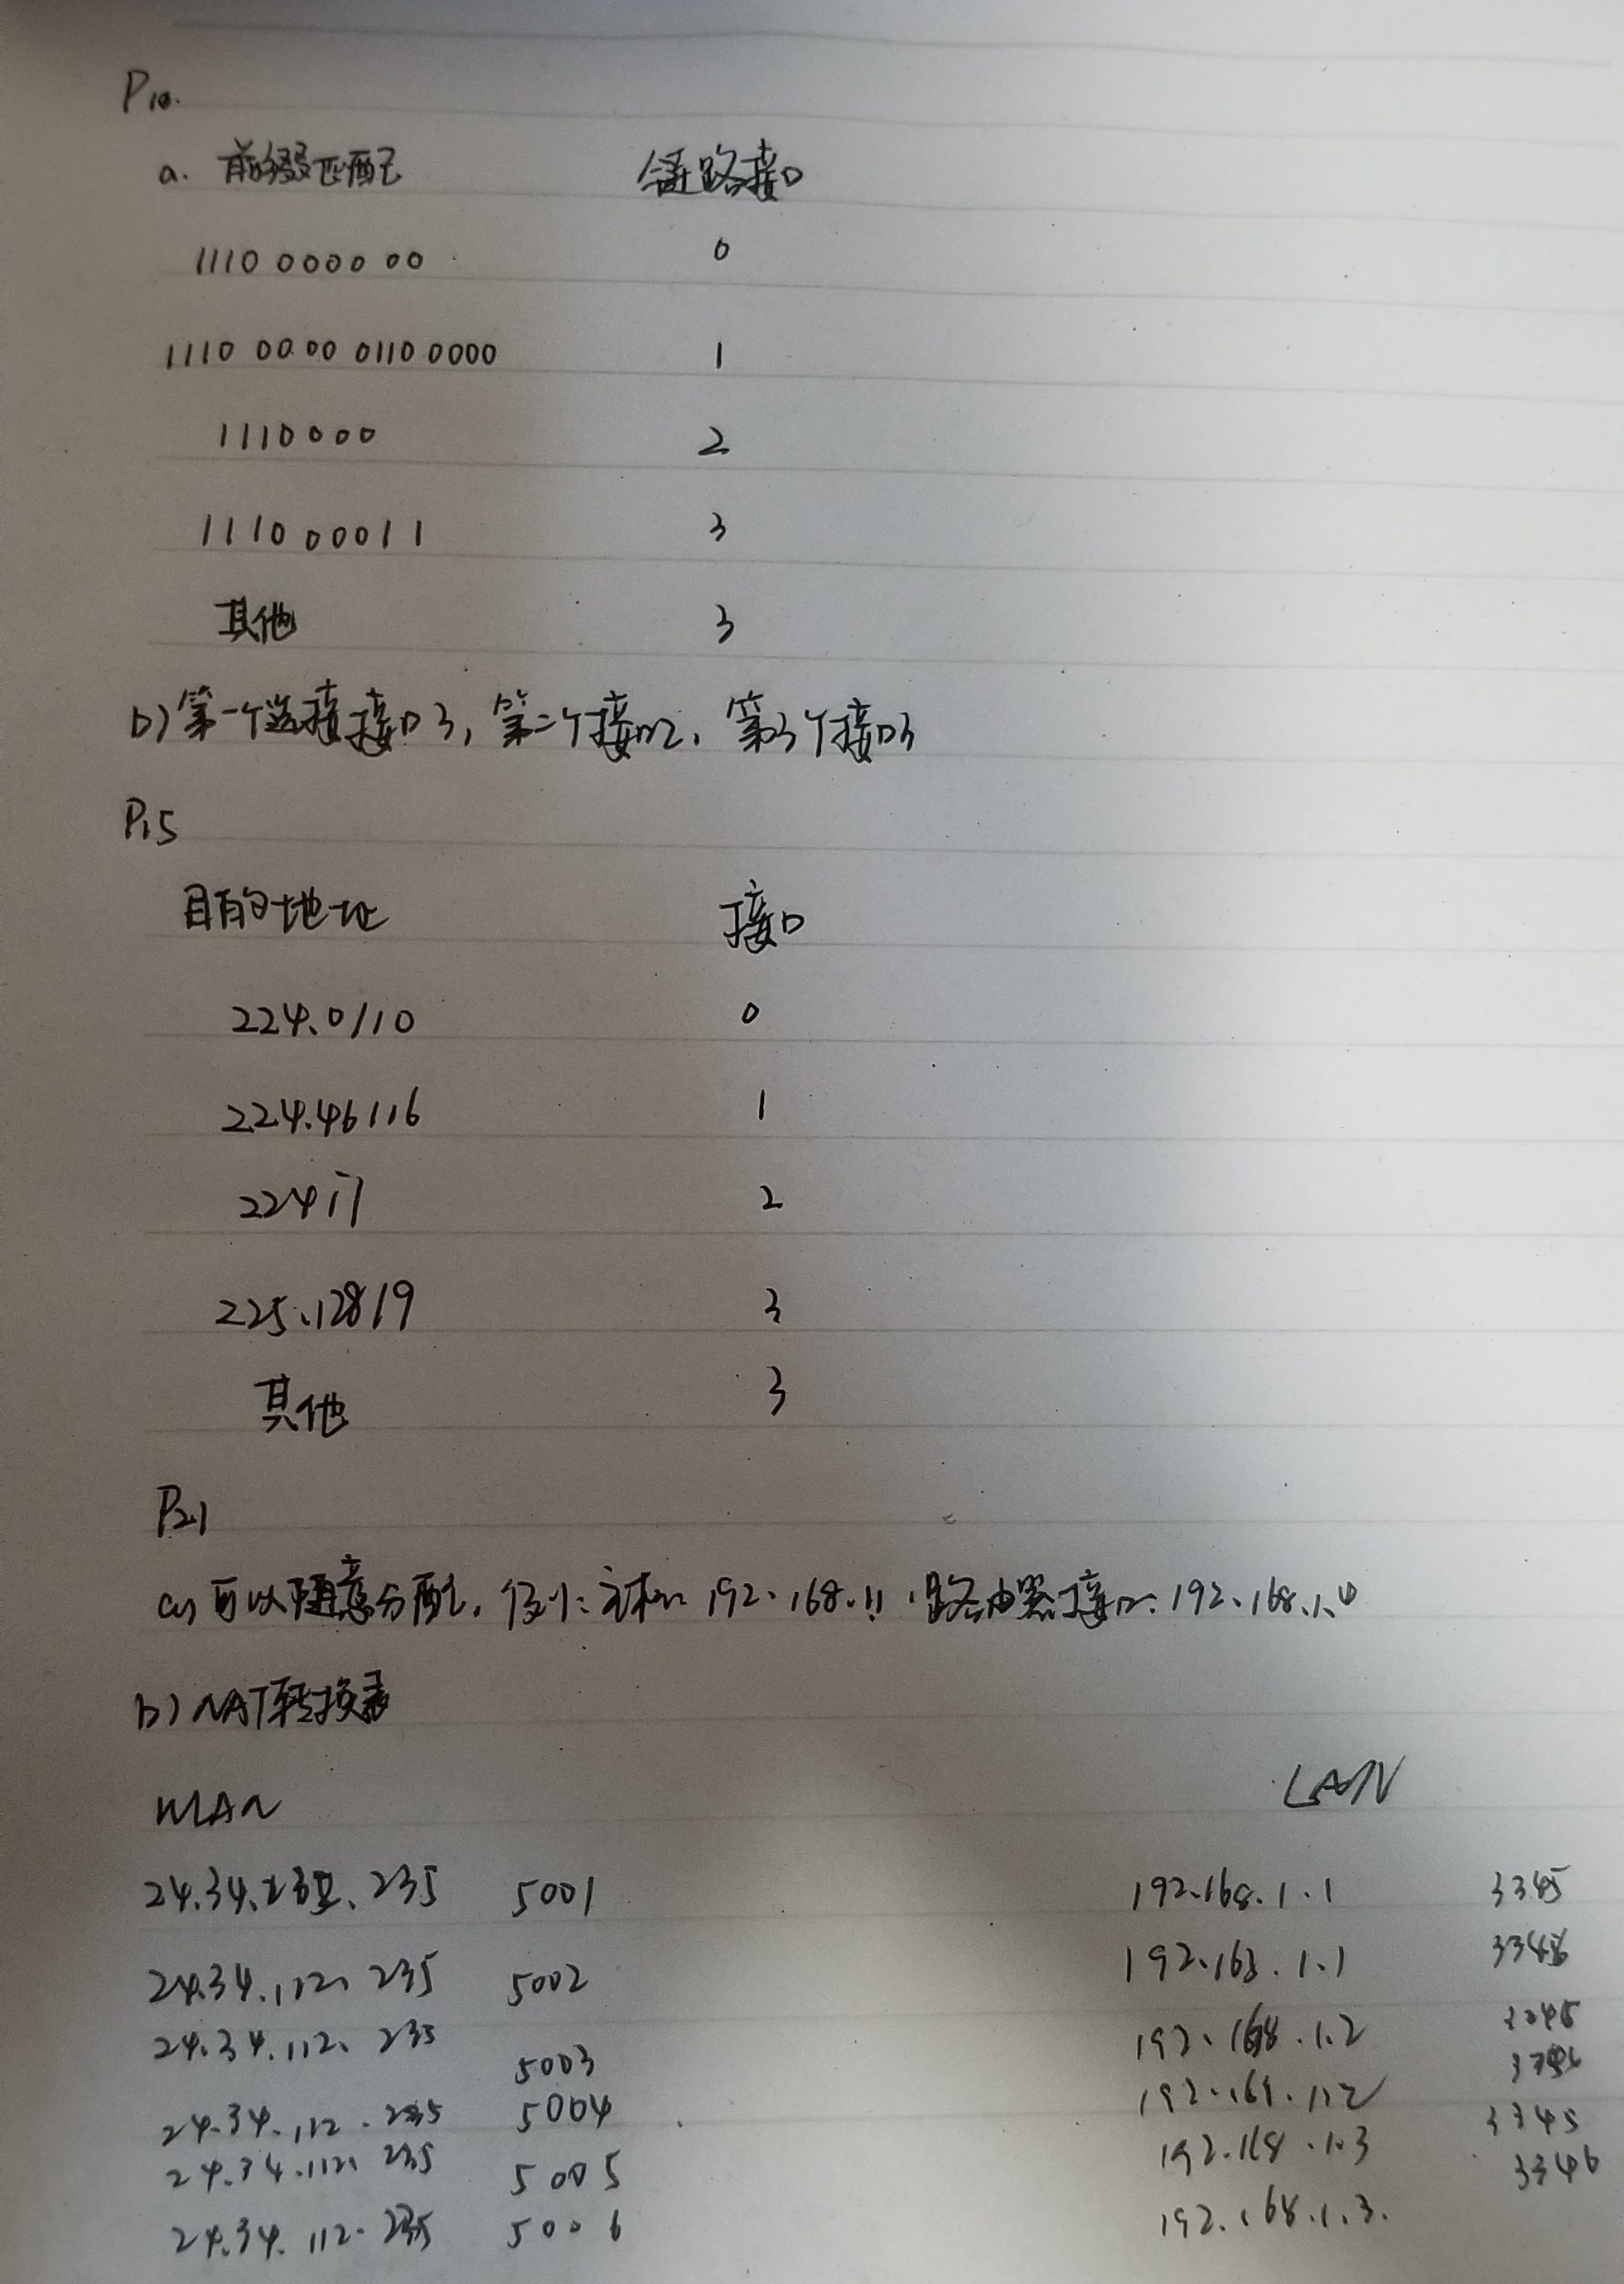 P10.
a. 前缀匹配 链路接口
1110 0000 00 0
1110 0000 0110 0000 1
1110000 2
1110 00011 3
其他 3
b) 第一个选择接口3, 第二个接口2, 第3个接口3
P15
目的地址 接口
224.0/10 0
224.46/16 1
224/7 2
225.128/9 3
其他 3
P21
a) 可以随意分配, 例: 主机: 192.168.1.1 路由器接口: 192.168.1.4
b) NAT转换表
WAN LAN
24.34. .235 5001 192.168.1.1 3345
24.34.112.235 5002 192.168.1.1 3346
24.34.112.235 5003 192.168.1.2 3345
24.34.112.235 5004 192.168.1.2
24.34.112.235 5005 192.168.1.3 3345
24.34.112.235 5006 192.168.1.3. 3346